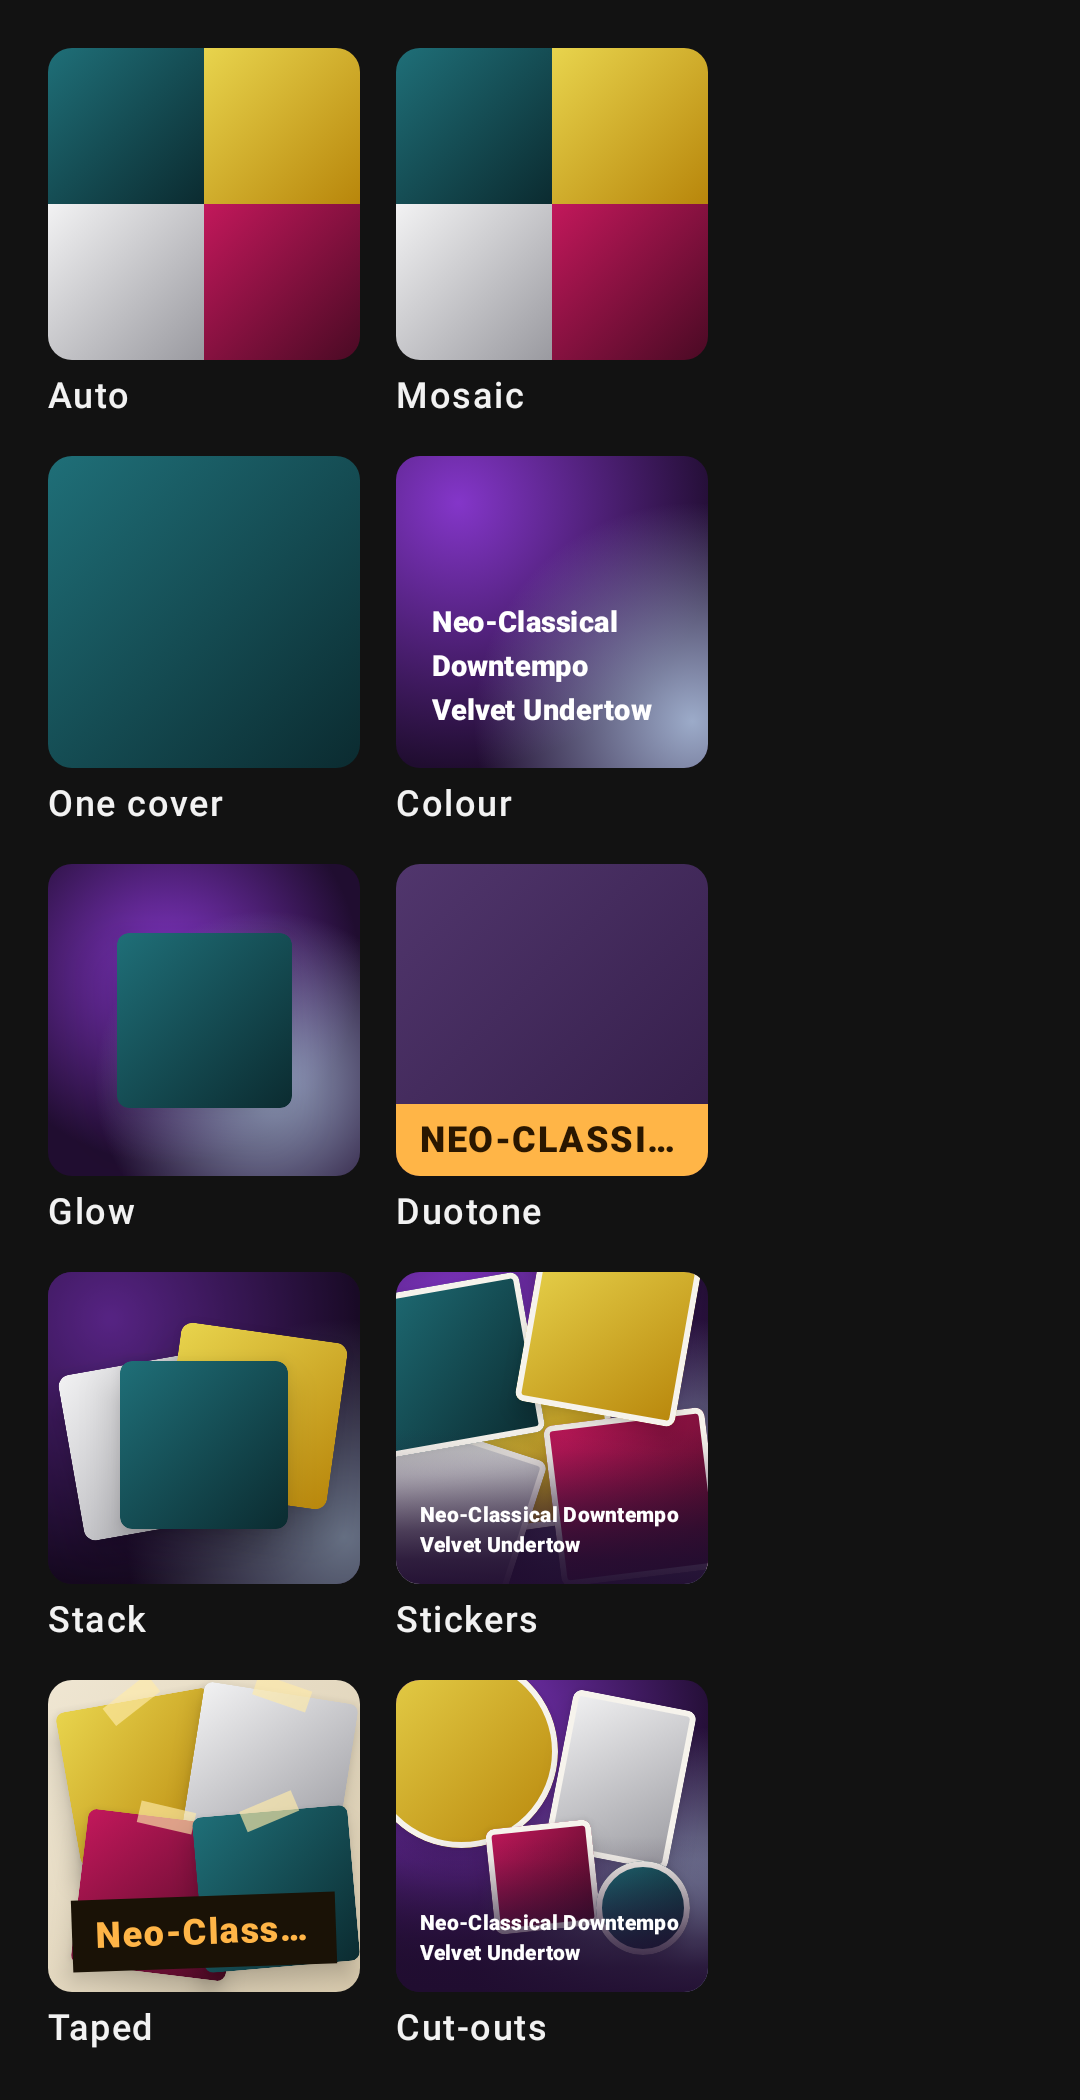 Auto
Mosaic
Neo-Classical
Downtempo
Velvet Undertow
One cover
Colour
NEO-CLASSI…
Glow
Duotone
Neo-Classical Downtempo
Velvet Undertow
Stack
Stickers
Neo-Class…
Neo-Classical Downtempo
Velvet Undertow
Taped
Cut-outs